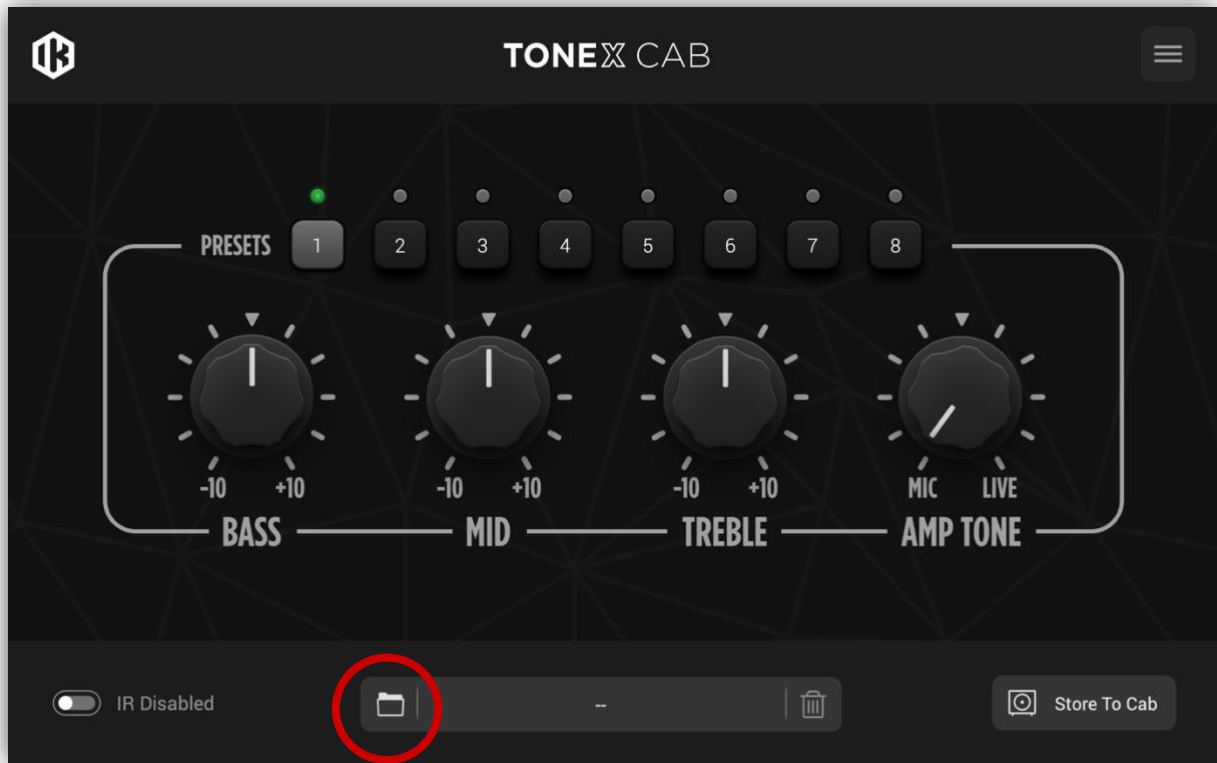 TONEX CAB
PRESETS 1 2 3 4 5 6 7 8
-10 +10 -10 +10 -10 +10 MIC LIVE
BASS MID TREBLE AMP TONE
IR Disabled -- Store To Cab